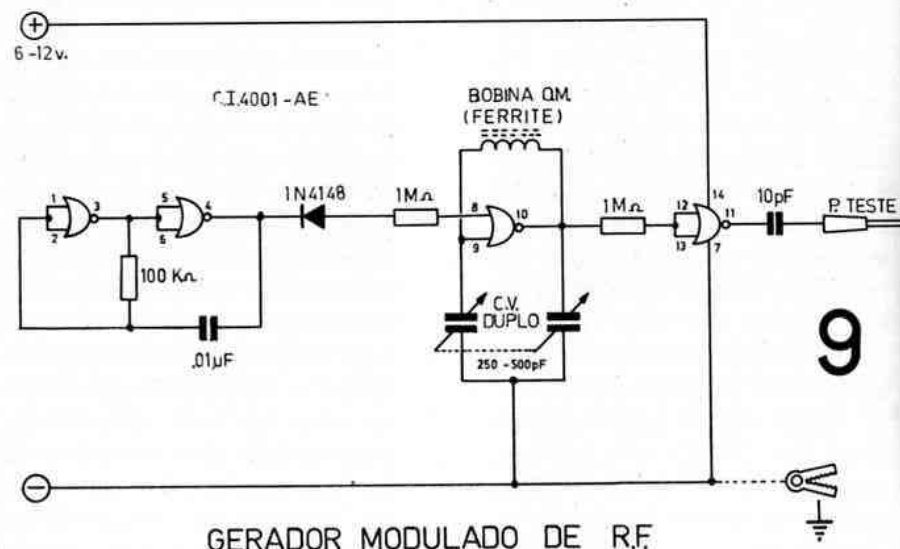 +
6-12v.
C.I.4001-AE
BOBINA O.M.
(FERRITE)
1
2
3
5
6
4
1N4148
1MΩ
8
9
10
1MΩ
12
13
14
11
7
10pF
P. TESTE
100 KΩ
.01µF
C.V.
DUPLO
250 - 500pF
9
−
GERADOR MODULADO DE R.F.